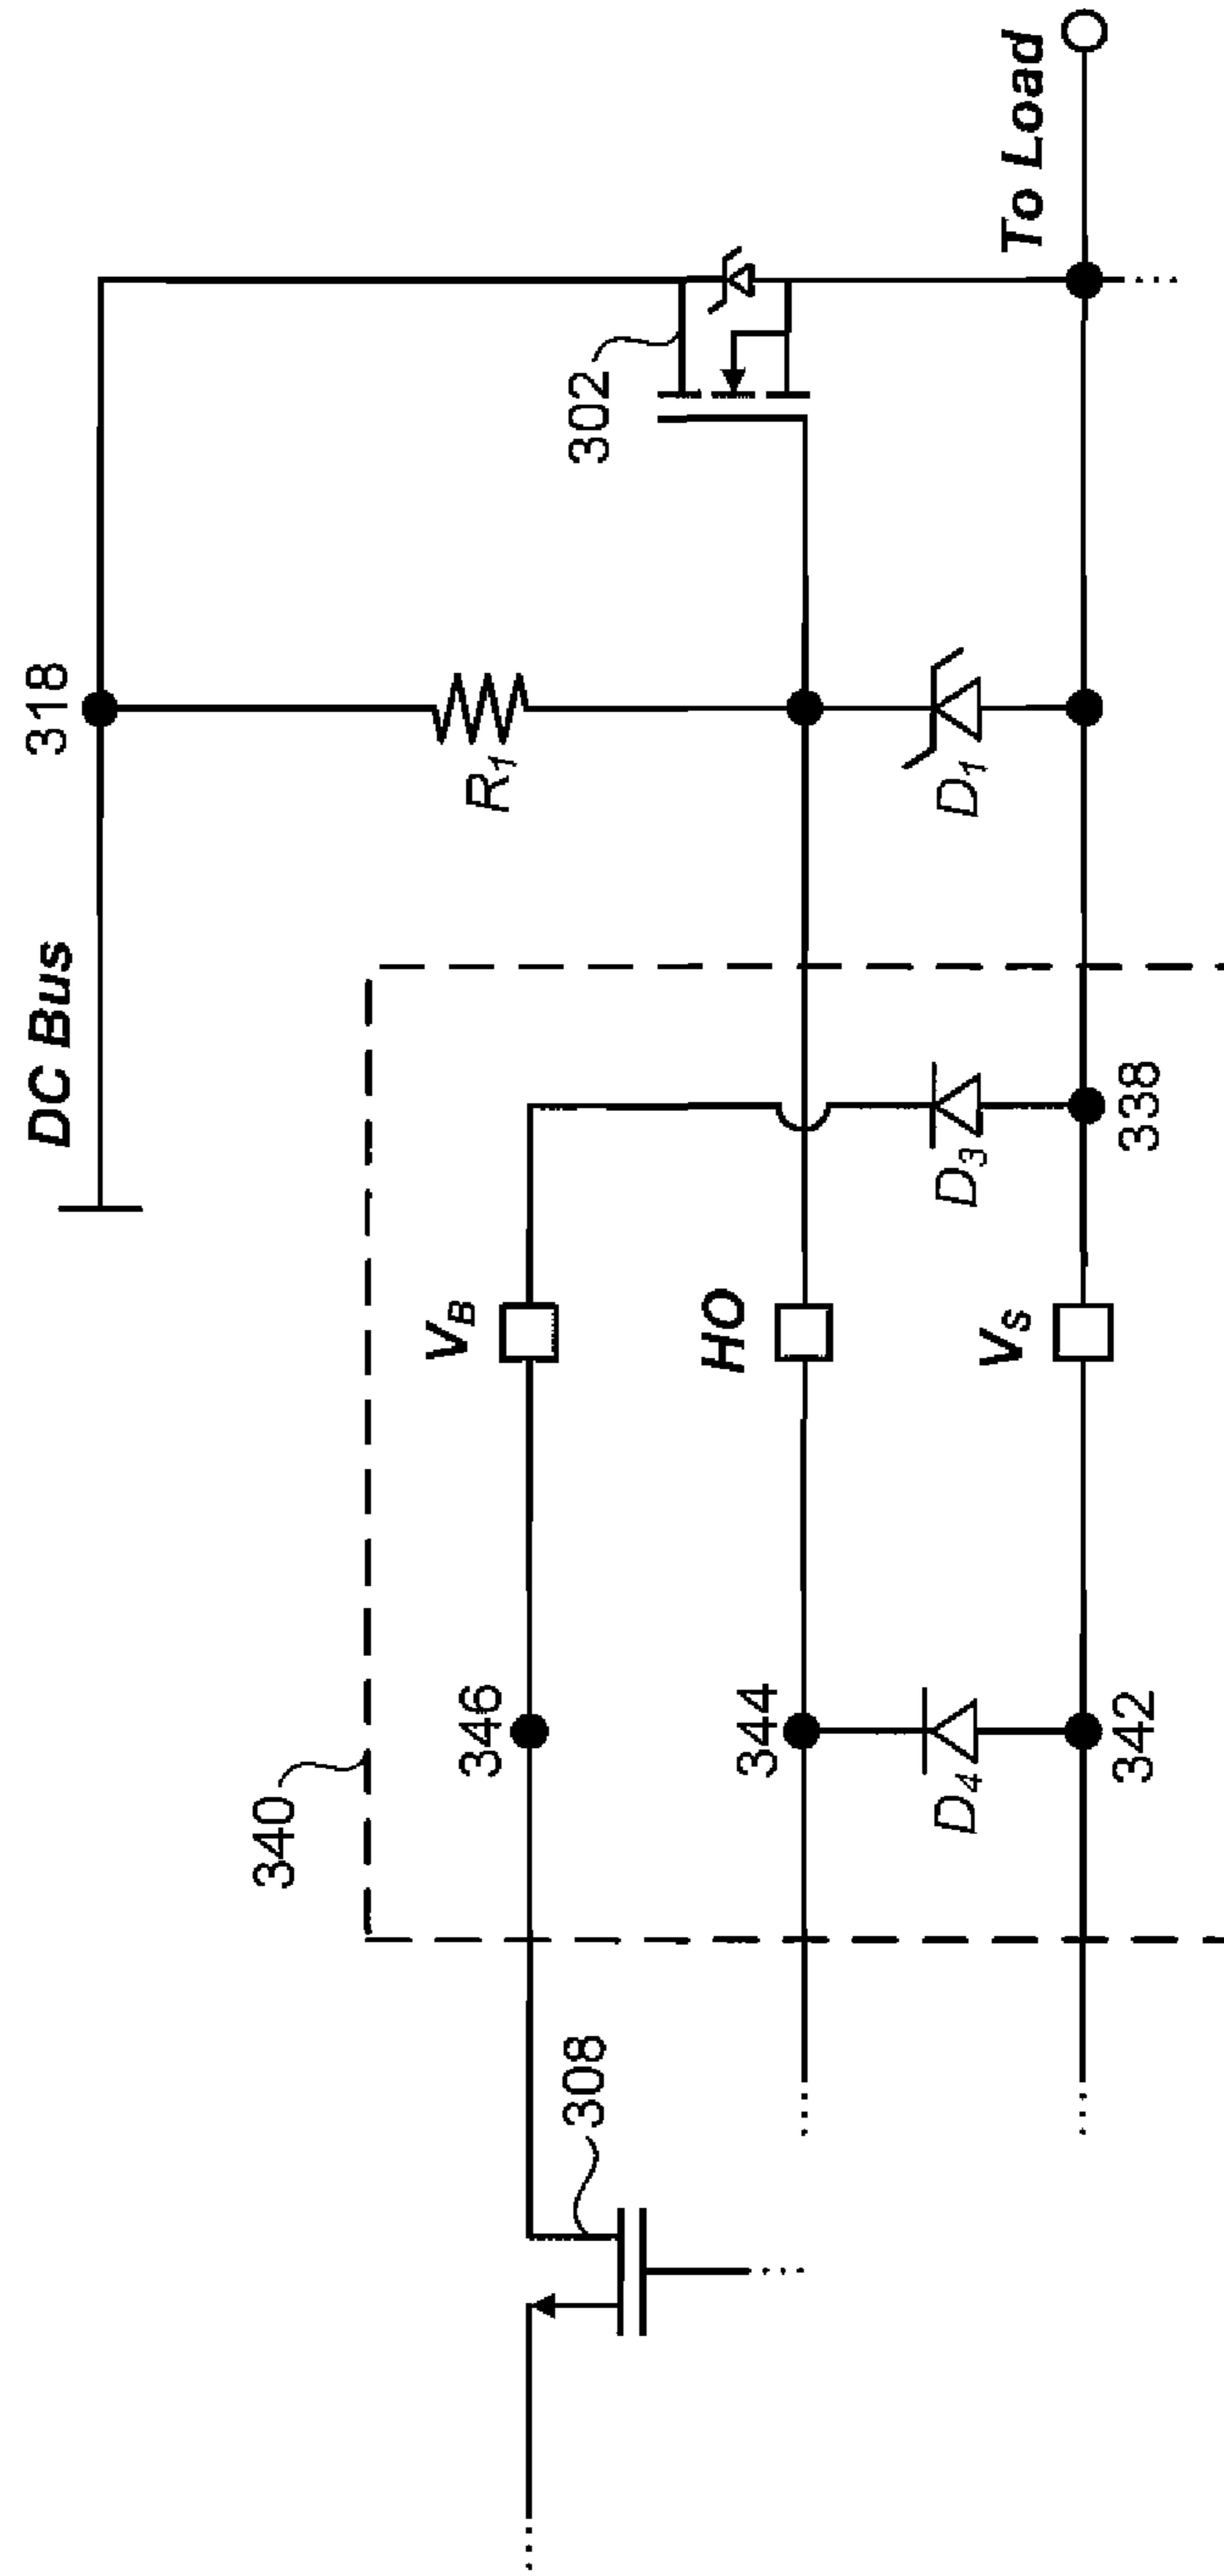 DC Bus
318
R1
302
To Load
340
308
346
VB
344
HO
D1
D3
D4
342
VS
338